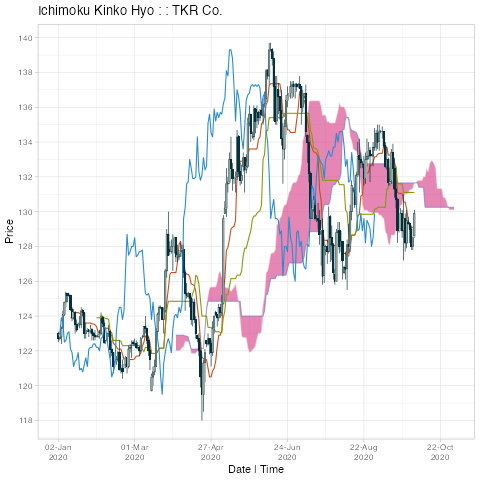 Ichimoku Kinko Hyo : : TKR Co.
140
138
136
134
132
130
128
126
124
122
120
118
Price
02-Jan 01-Mar 27-Apr 24-Jun 22-Aug 22-Oct
2020 2020 2020 2020 2020 2020
Date | Time